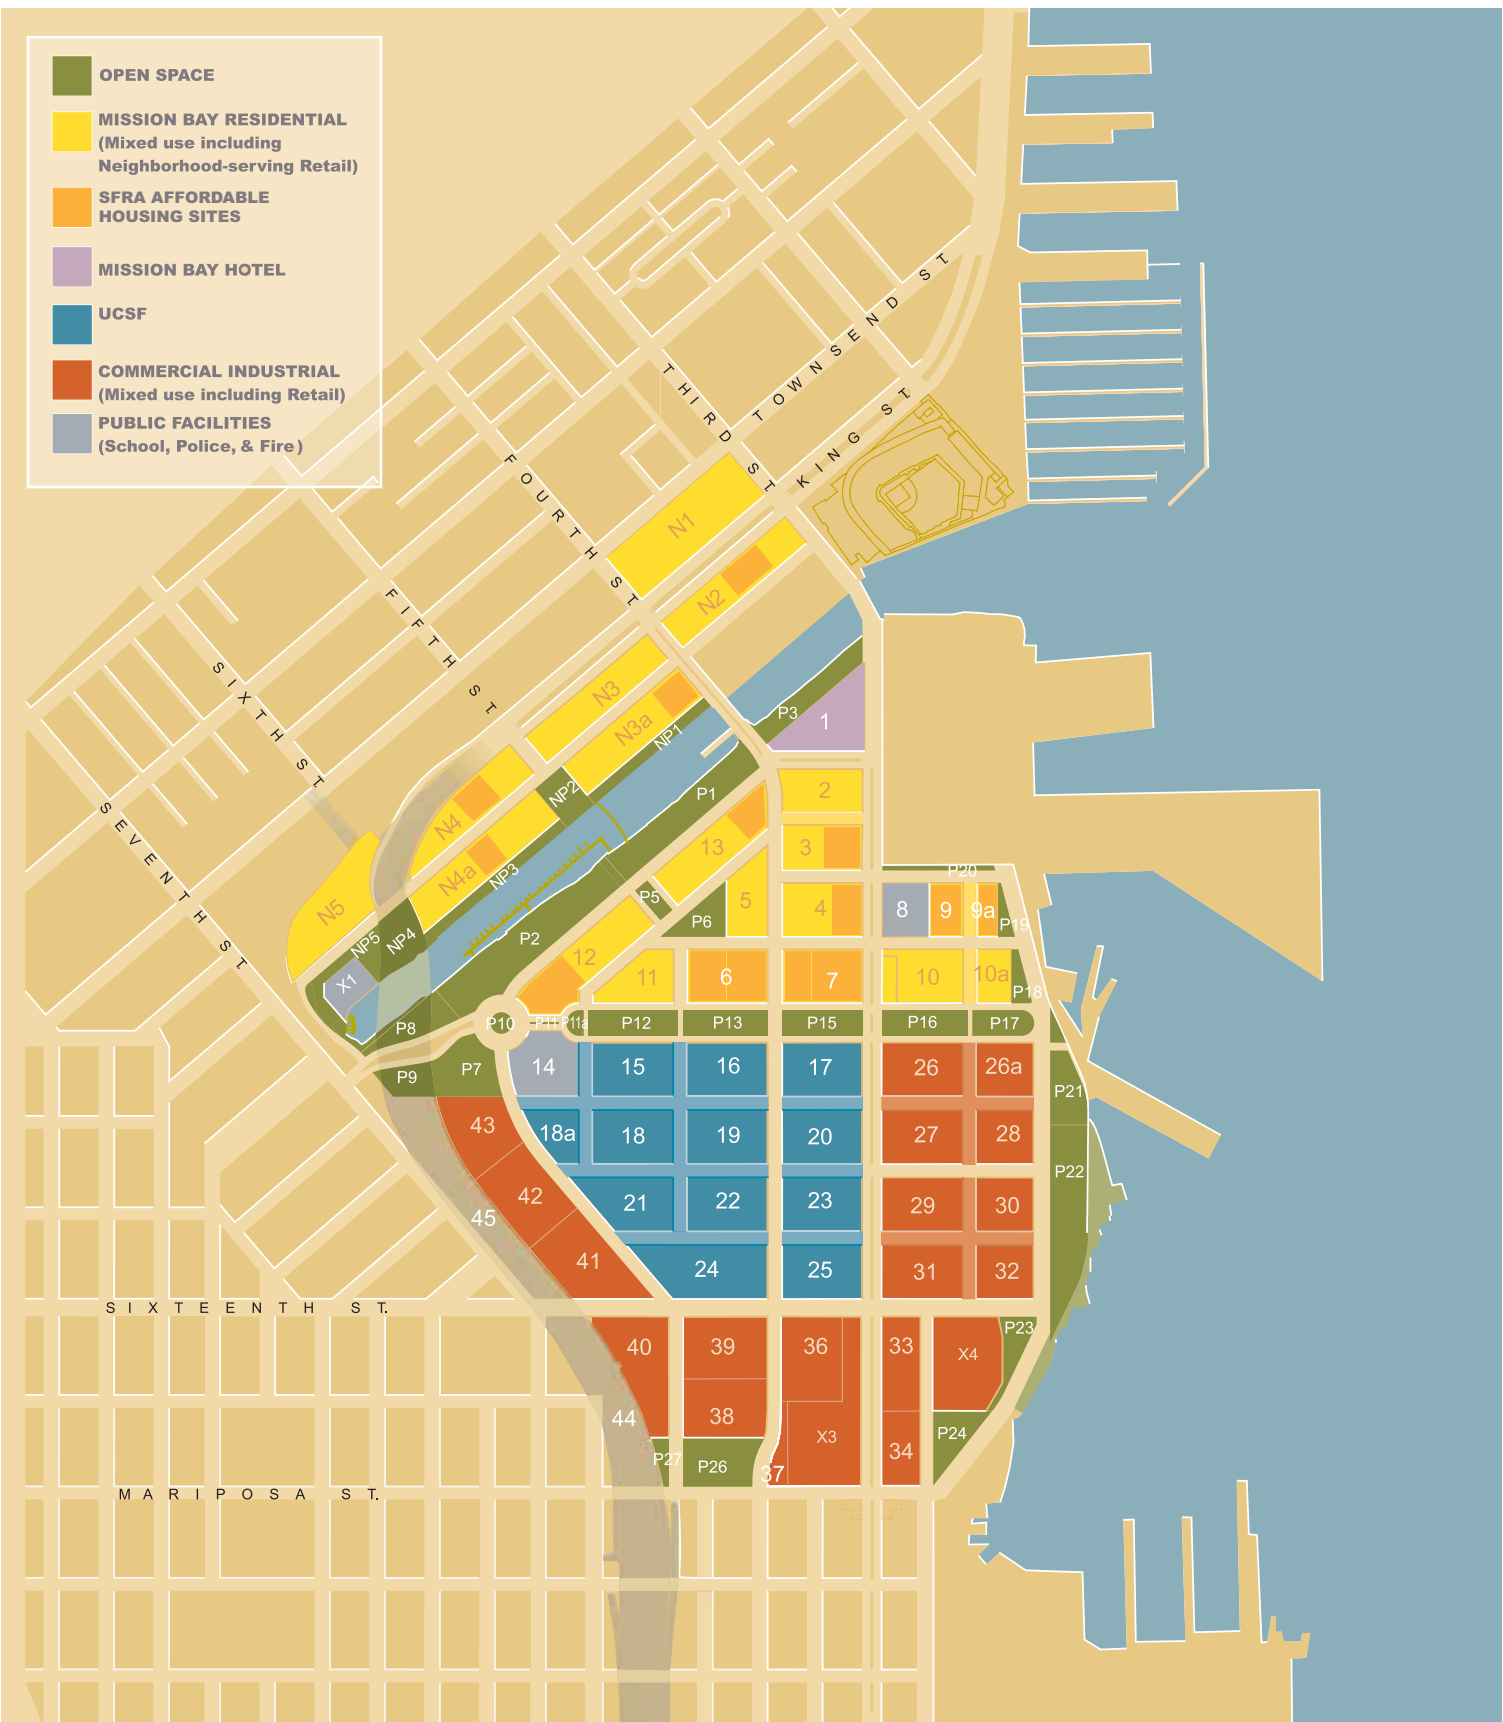 OPEN SPACE
MISSION BAY RESIDENTIAL
(Mixed use including
Neighborhood-serving Retail)
SFRA AFFORDABLE
HOUSING SITES
MISSION BAY HOTEL
UCSF
COMMERCIAL INDUSTRIAL
(Mixed use including Retail)
PUBLIC FACILITIES
(School, Police, & Fire)
TOWNSEND ST.
KING ST.
THIRD ST.
FOURTH ST.
FIFTH ST.
SIXTH ST.
SEVENTH ST.
N1
N2
N3
N3a
NP1
P3
1
NP2
P1
2
N4
N4a
NP3
13
3
N5
NP5
NP4
P2
P5
P6
5
4
8
9
9a
P20
P19
X1
12
11
6
7
10
10a
P18
P8
P10
P11
P11a
P12
P13
P15
P16
P17
P9
P7
14
15
16
17
26
26a
P21
43
18a
18
19
20
27
28
P22
42
45
21
22
23
29
30
41
24
25
31
32
SIXTEENTH ST.
40
39
36
33
X4
P23
44
38
X3
34
P24
P27
P26
37
MARIPOSA ST.